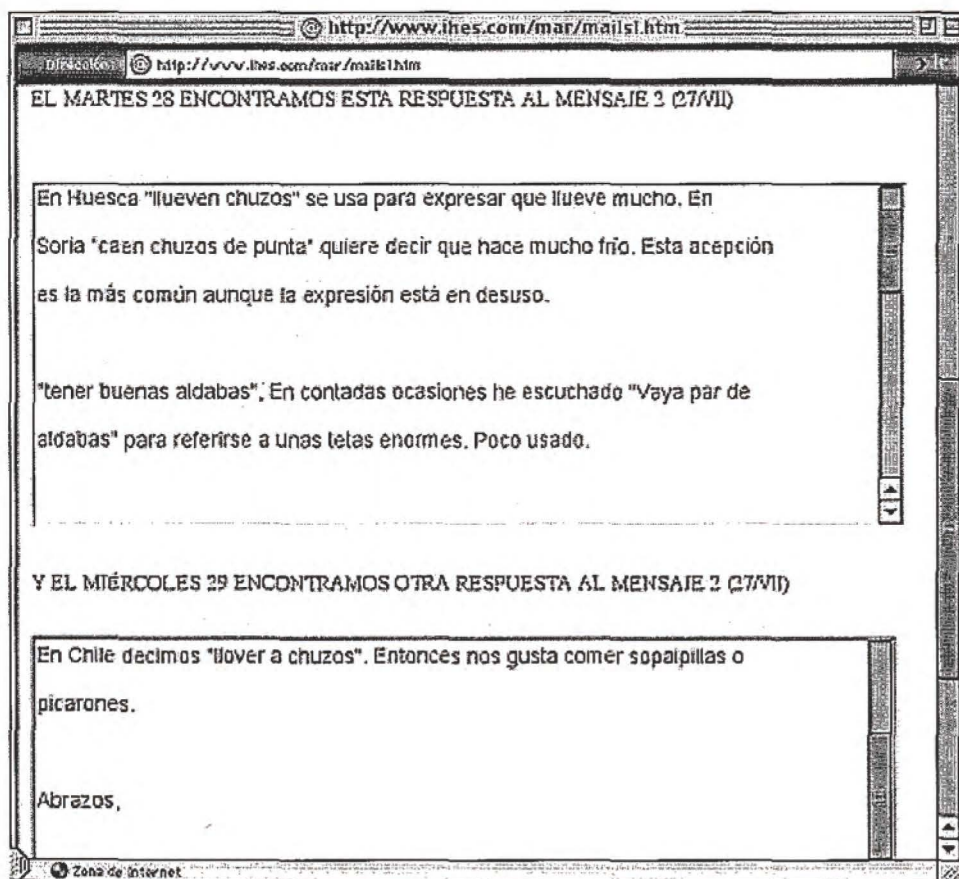 @ http://www.ihes.com/mar/mails1.htm
Dirección @ http://www.ihes.com/mar/mails1.htm
EL MARTES 28 ENCONTRAMOS ESTA RESPUESTA AL MENSAJE 2 (27/VII)
En Huesca "llueven chuzos" se usa para expresar que llueve mucho. En
Soria "caen chuzos de punta" quiere decir que hace mucho frío. Esta acepción
es la más común aunque la expresión está en desuso.
"tener buenas aldabas". En contadas ocasiones he escuchado "Vaya par de
aldabas" para referirse a unas tetas enormes. Poco usado.
Y EL MIÉRCOLES 29 ENCONTRAMOS OTRA RESPUESTA AL MENSAJE 2 (27/VII)
En Chile decimos "llover a chuzos". Entonces nos gusta comer sopaipillas o
picarones.
Abrazos,
Zona de Internet